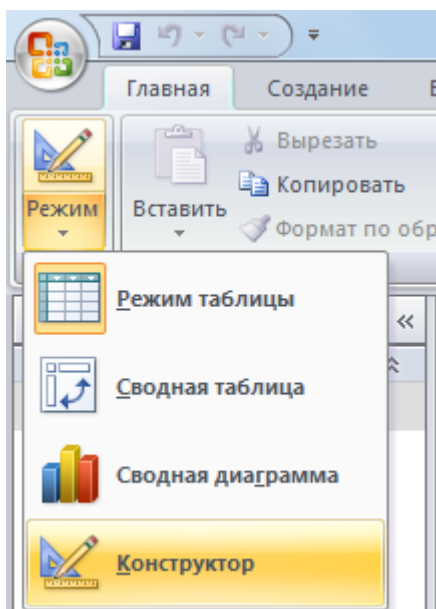 Главная Создание
Вырезать
Копировать
Режим Вставить
Формат по обр
Режим таблицы
Сводная таблица
Сводная диаграмма
Конструктор